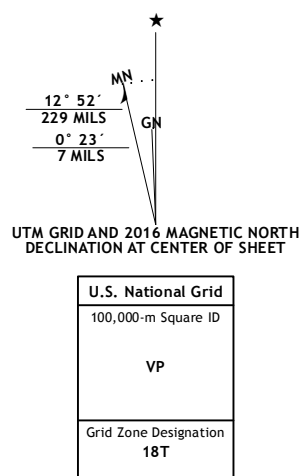 ★
MN
GN
12° 52´
229 MILS
0° 23´
7 MILS
UTM GRID AND 2016 MAGNETIC NORTH
DECLINATION AT CENTER OF SHEET
U.S. National Grid
100,000-m Square ID
VP
Grid Zone Designation
18T